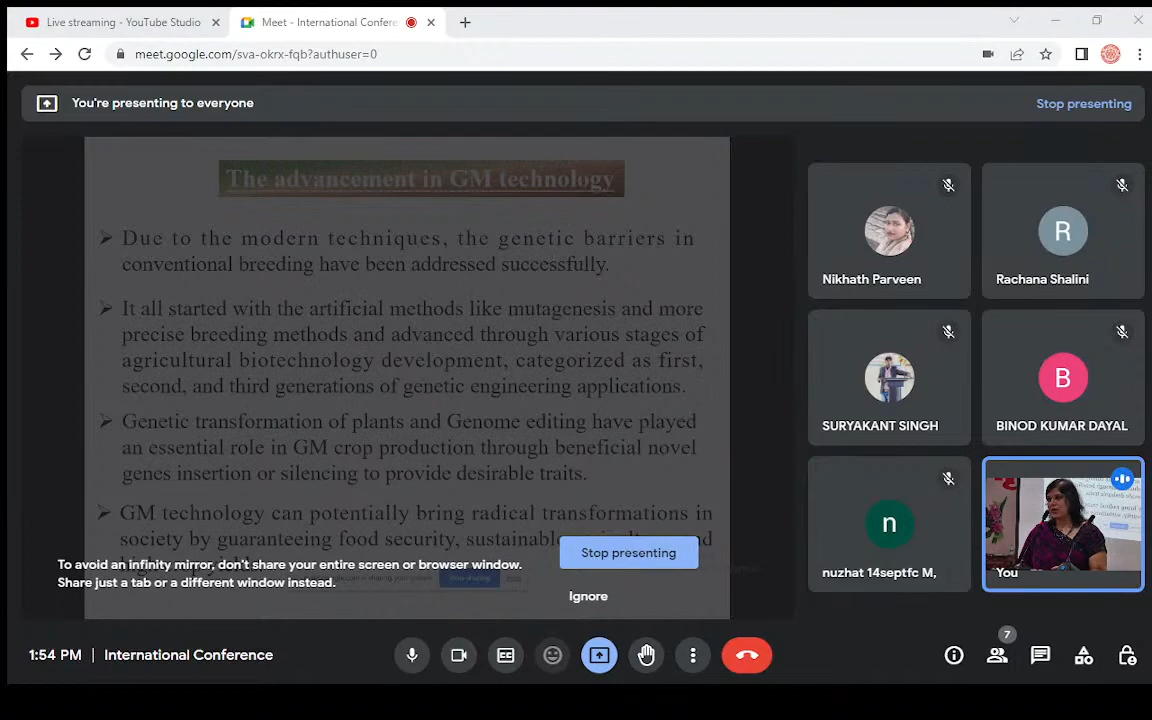 Live streaming - YouTube Studio
Meet - International Confere
meet.google.com/sva-okrx-fqb?authuser=0
You're presenting to everyone
Stop presenting
The advancement in GM technology
Due to the modern techniques, the genetic barriers in
conventional breeding have been addressed successfully.
It all started with the artificial methods like mutagenesis and more
precise breeding methods and advanced through various stages of
agricultural biotechnology development, categorized as first,
second, and third generations of genetic engineering applications.
Genetic transformation of plants and Genome editing have played
an essential role in GM crop production through beneficial novel
genes insertion or silencing to provide desirable traits.
GM technology can potentially bring radical transformations in
society by guaranteeing food security, sustainable
To avoid an infinity mirror, don't share your entire screen or browser window.
Share just a tab or a different window instead.
Stop presenting
Ignore
Nikhath Parveen
R
Rachana Shalini
SURYAKANT SINGH
B
BINOD KUMAR DAYAL
n
nuzhat 14septfc M,
You
1:54 PM | International Conference
7